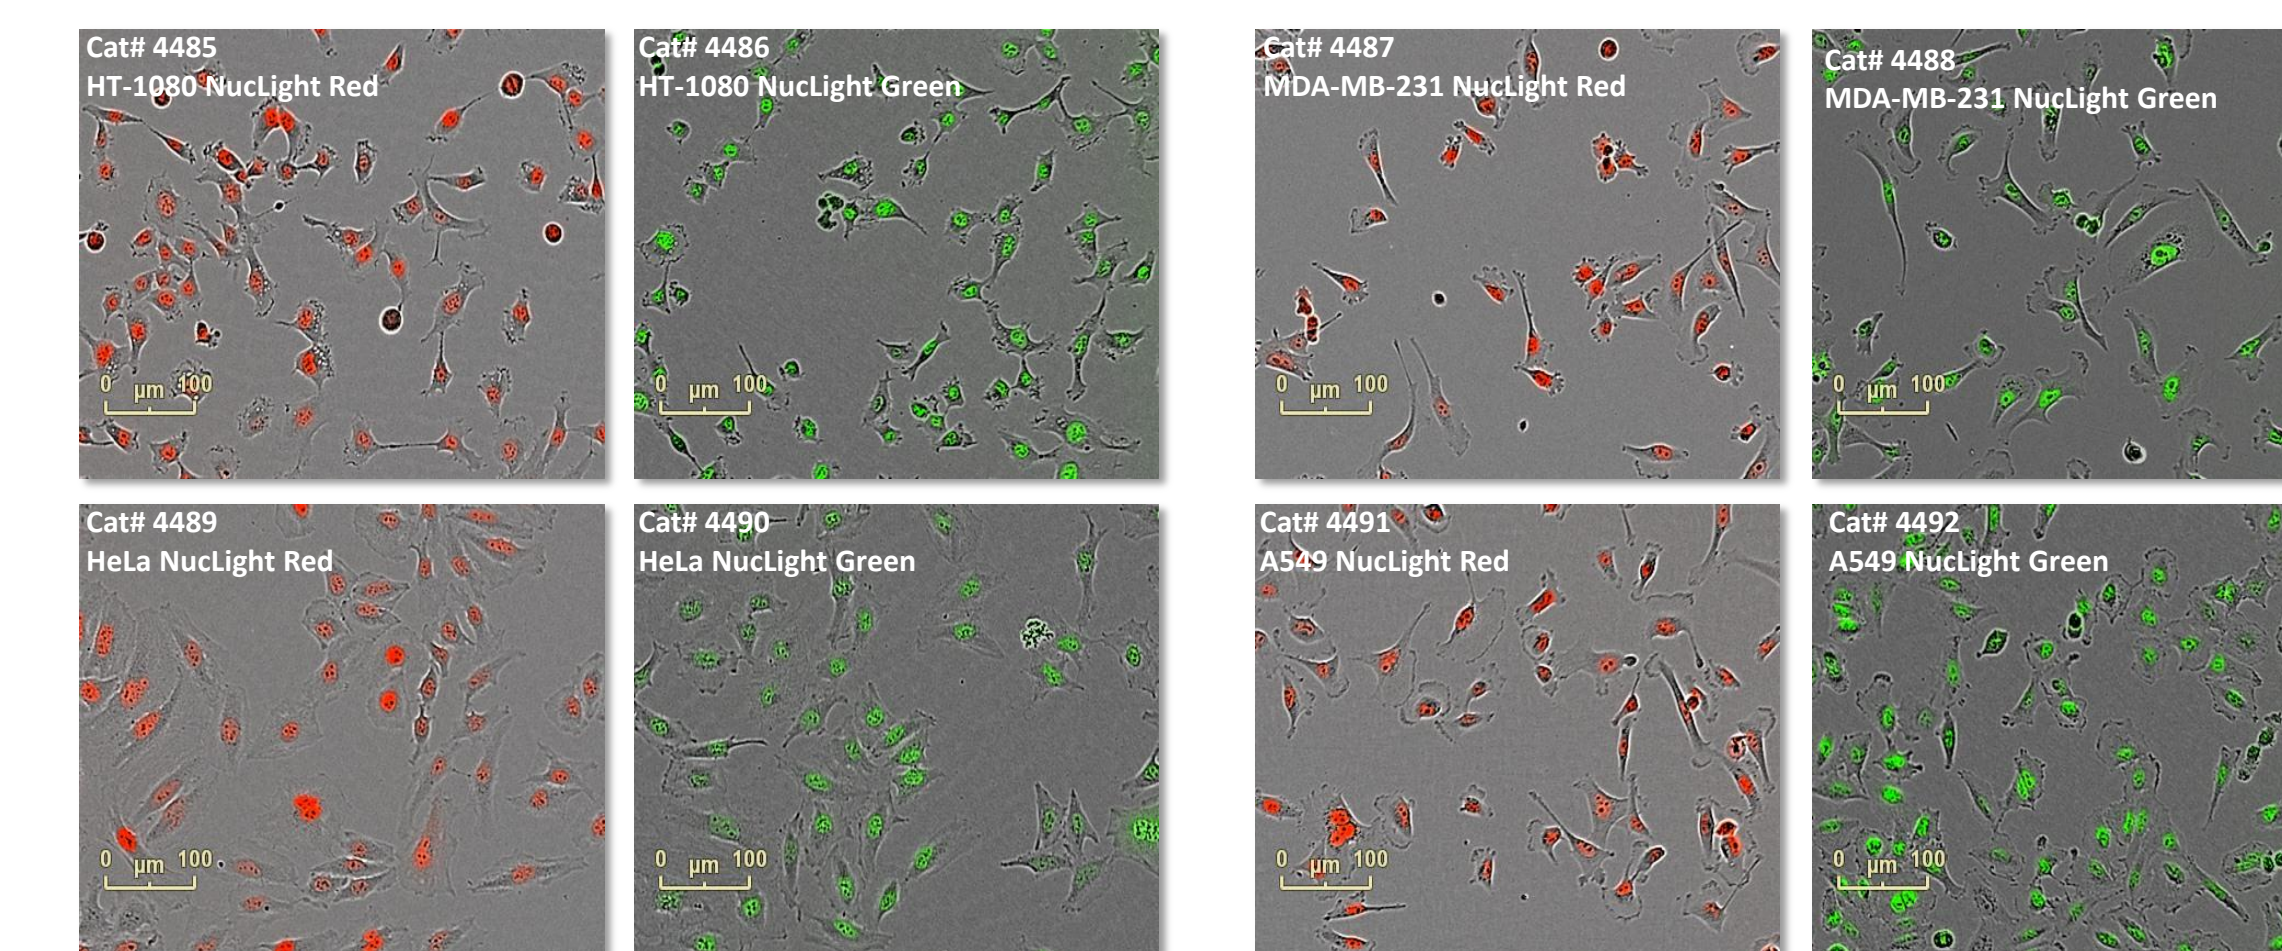 Cat# 4485
HT-1080 NucLight Red
0 µm 100
Cat# 4486
HT-1080 NucLight Green
0 µm 100
Cat# 4487
MDA-MB-231 NucLight Red
0 µm 100
Cat# 4488
MDA-MB-231 NucLight Green
0 µm 100
Cat# 4489
HeLa NucLight Red
0 µm 100
Cat# 4490
HeLa NucLight Green
0 µm 100
Cat# 4491
A549 NucLight Red
0 µm 100
Cat# 4492
A549 NucLight Green
0 µm 100